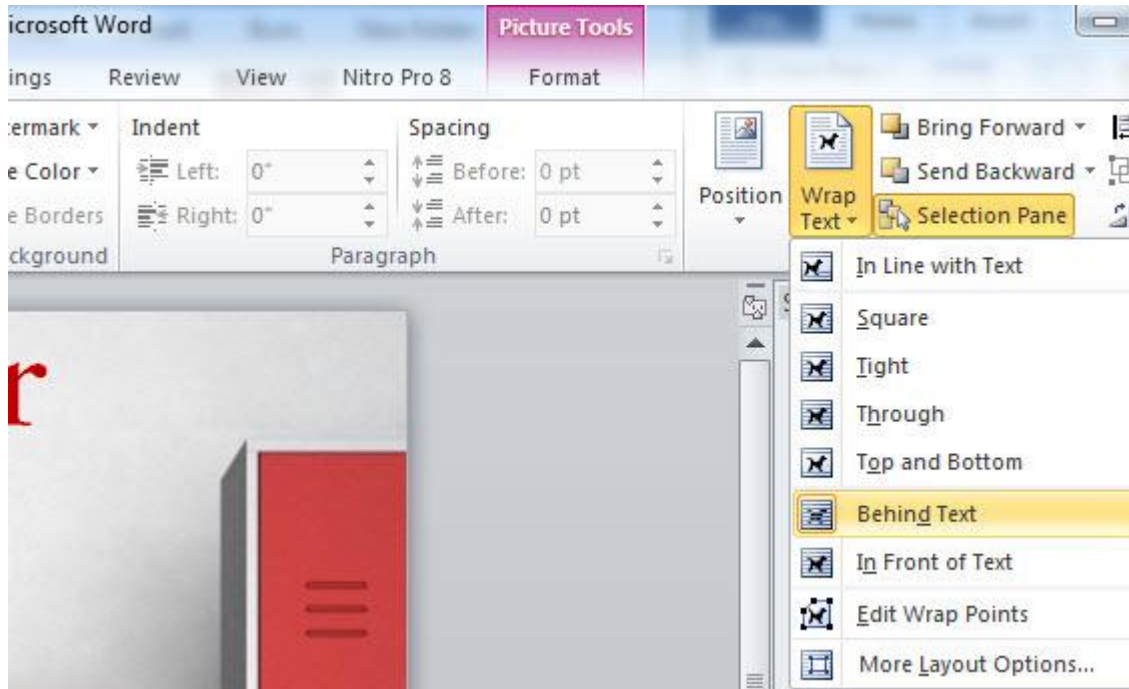 icrosoft Word Picture Tools
ings Review View Nitro Pro 8 Format
termark Indent Spacing Bring Forward
e Color Left: 0" Before: 0 pt Send Backward
Position Wrap Text
e Borders Right: 0" After: 0 pt Selection Pane
ckground Paragraph
In Line with Text
Square
Tight
Through
Top and Bottom
Behind Text
In Front of Text
Edit Wrap Points
More Layout Options...
r